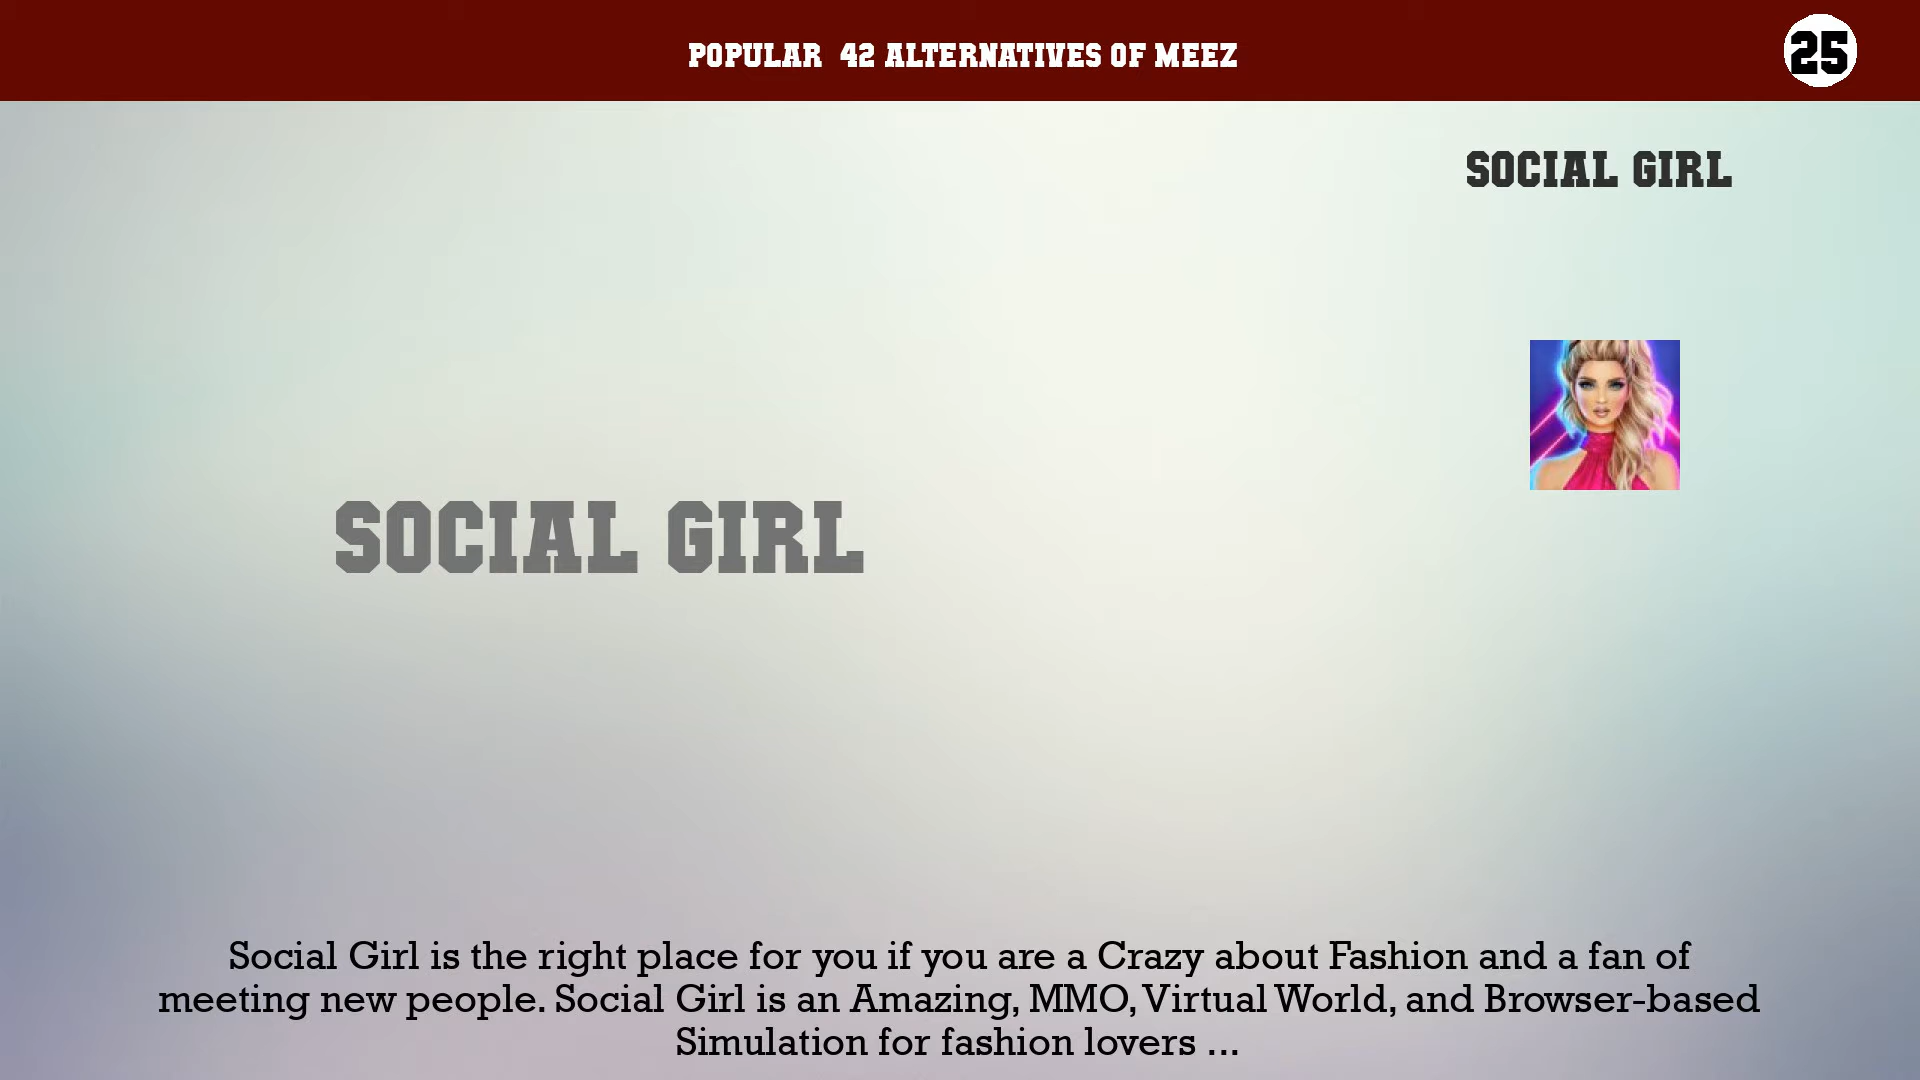 POPULAR 42 ALTERNATIVES OF MEEZ
25
SOCIAL GIRL
SOCIAL GIRL
Social Girl is the right place for you if you are a Crazy about Fashion and a fan of
meeting new people. Social Girl is an Amazing, MMO, Virtual World, and Browser-based
Simulation for fashion lovers ...